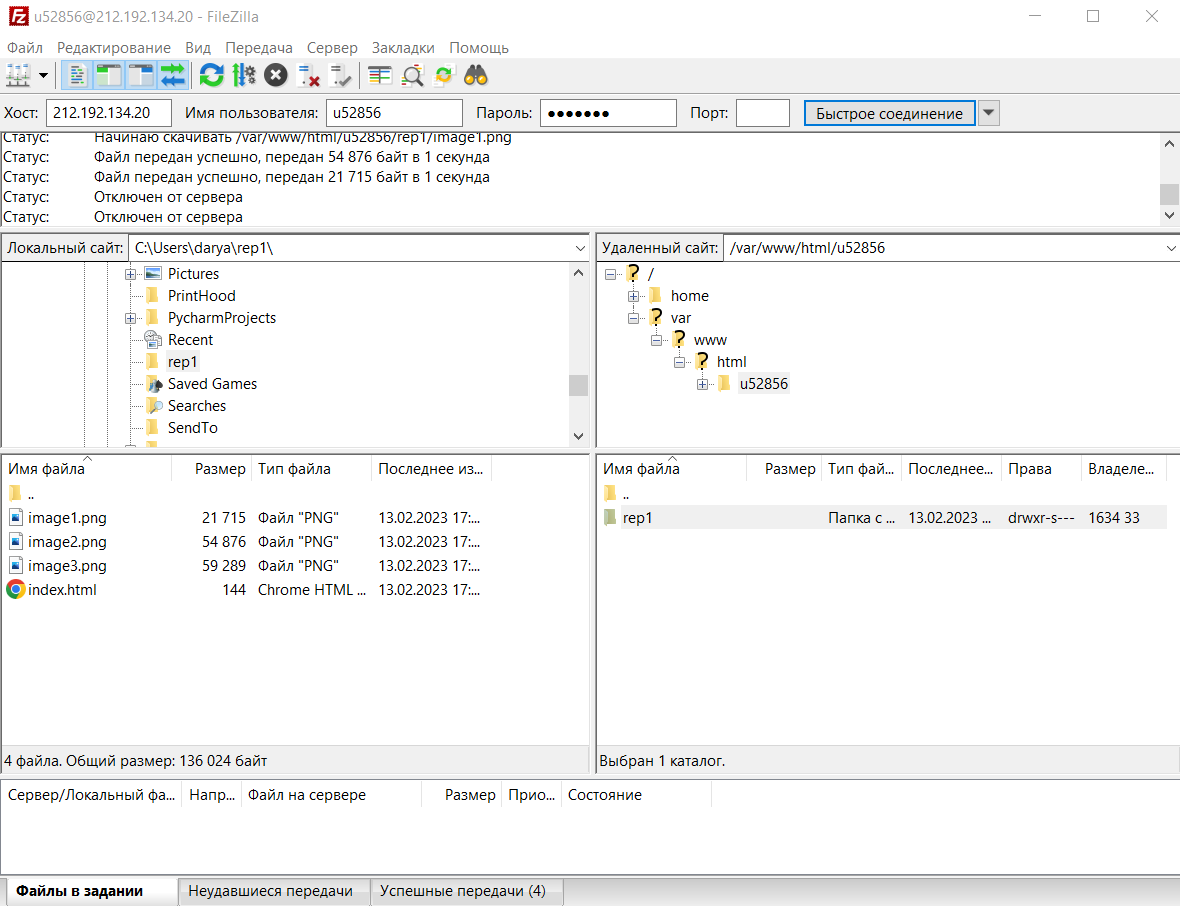 u52856@212.192.134.20 - FileZilla
Файл Редактирование Вид Передача Сервер Закладки Помощь
Хост: 212.192.134.20 Имя пользователя: u52856 Пароль: ●●●●●●● Порт: Быстрое соединение
Статус: Начинаю скачивать /var/www/html/u52856/rep1/image1.png
Статус: Файл передан успешно, передан 54 876 байт в 1 секунда
Статус: Файл передан успешно, передан 21 715 байт в 1 секунда
Статус: Отключен от сервера
Статус: Отключен от сервера
Локальный сайт: C:\Users\darya\rep1\
Pictures
PrintHood
PycharmProjects
Recent
rep1
Saved Games
Searches
SendTo
Имя файла Размер Тип файла Последнее из...
..
image1.png 21 715 Файл "PNG" 13.02.2023 17:...
image2.png 54 876 Файл "PNG" 13.02.2023 17:...
image3.png 59 289 Файл "PNG" 13.02.2023 17:...
index.html 144 Chrome HTML ... 13.02.2023 17:...
4 файла. Общий размер: 136 024 байт
Удаленный сайт: /var/www/html/u52856
/
home
var
www
html
u52856
Имя файла Размер Тип фай... Последнее... Права Владеле...
..
rep1 Папка с ... 13.02.2023 ... drwxr-s--- 1634 33
Выбран 1 каталог.
Сервер/Локальный фа... Напр... Файл на сервере Размер Прио... Состояние
Файлы в задании Неудавшиеся передачи Успешные передачи (4)